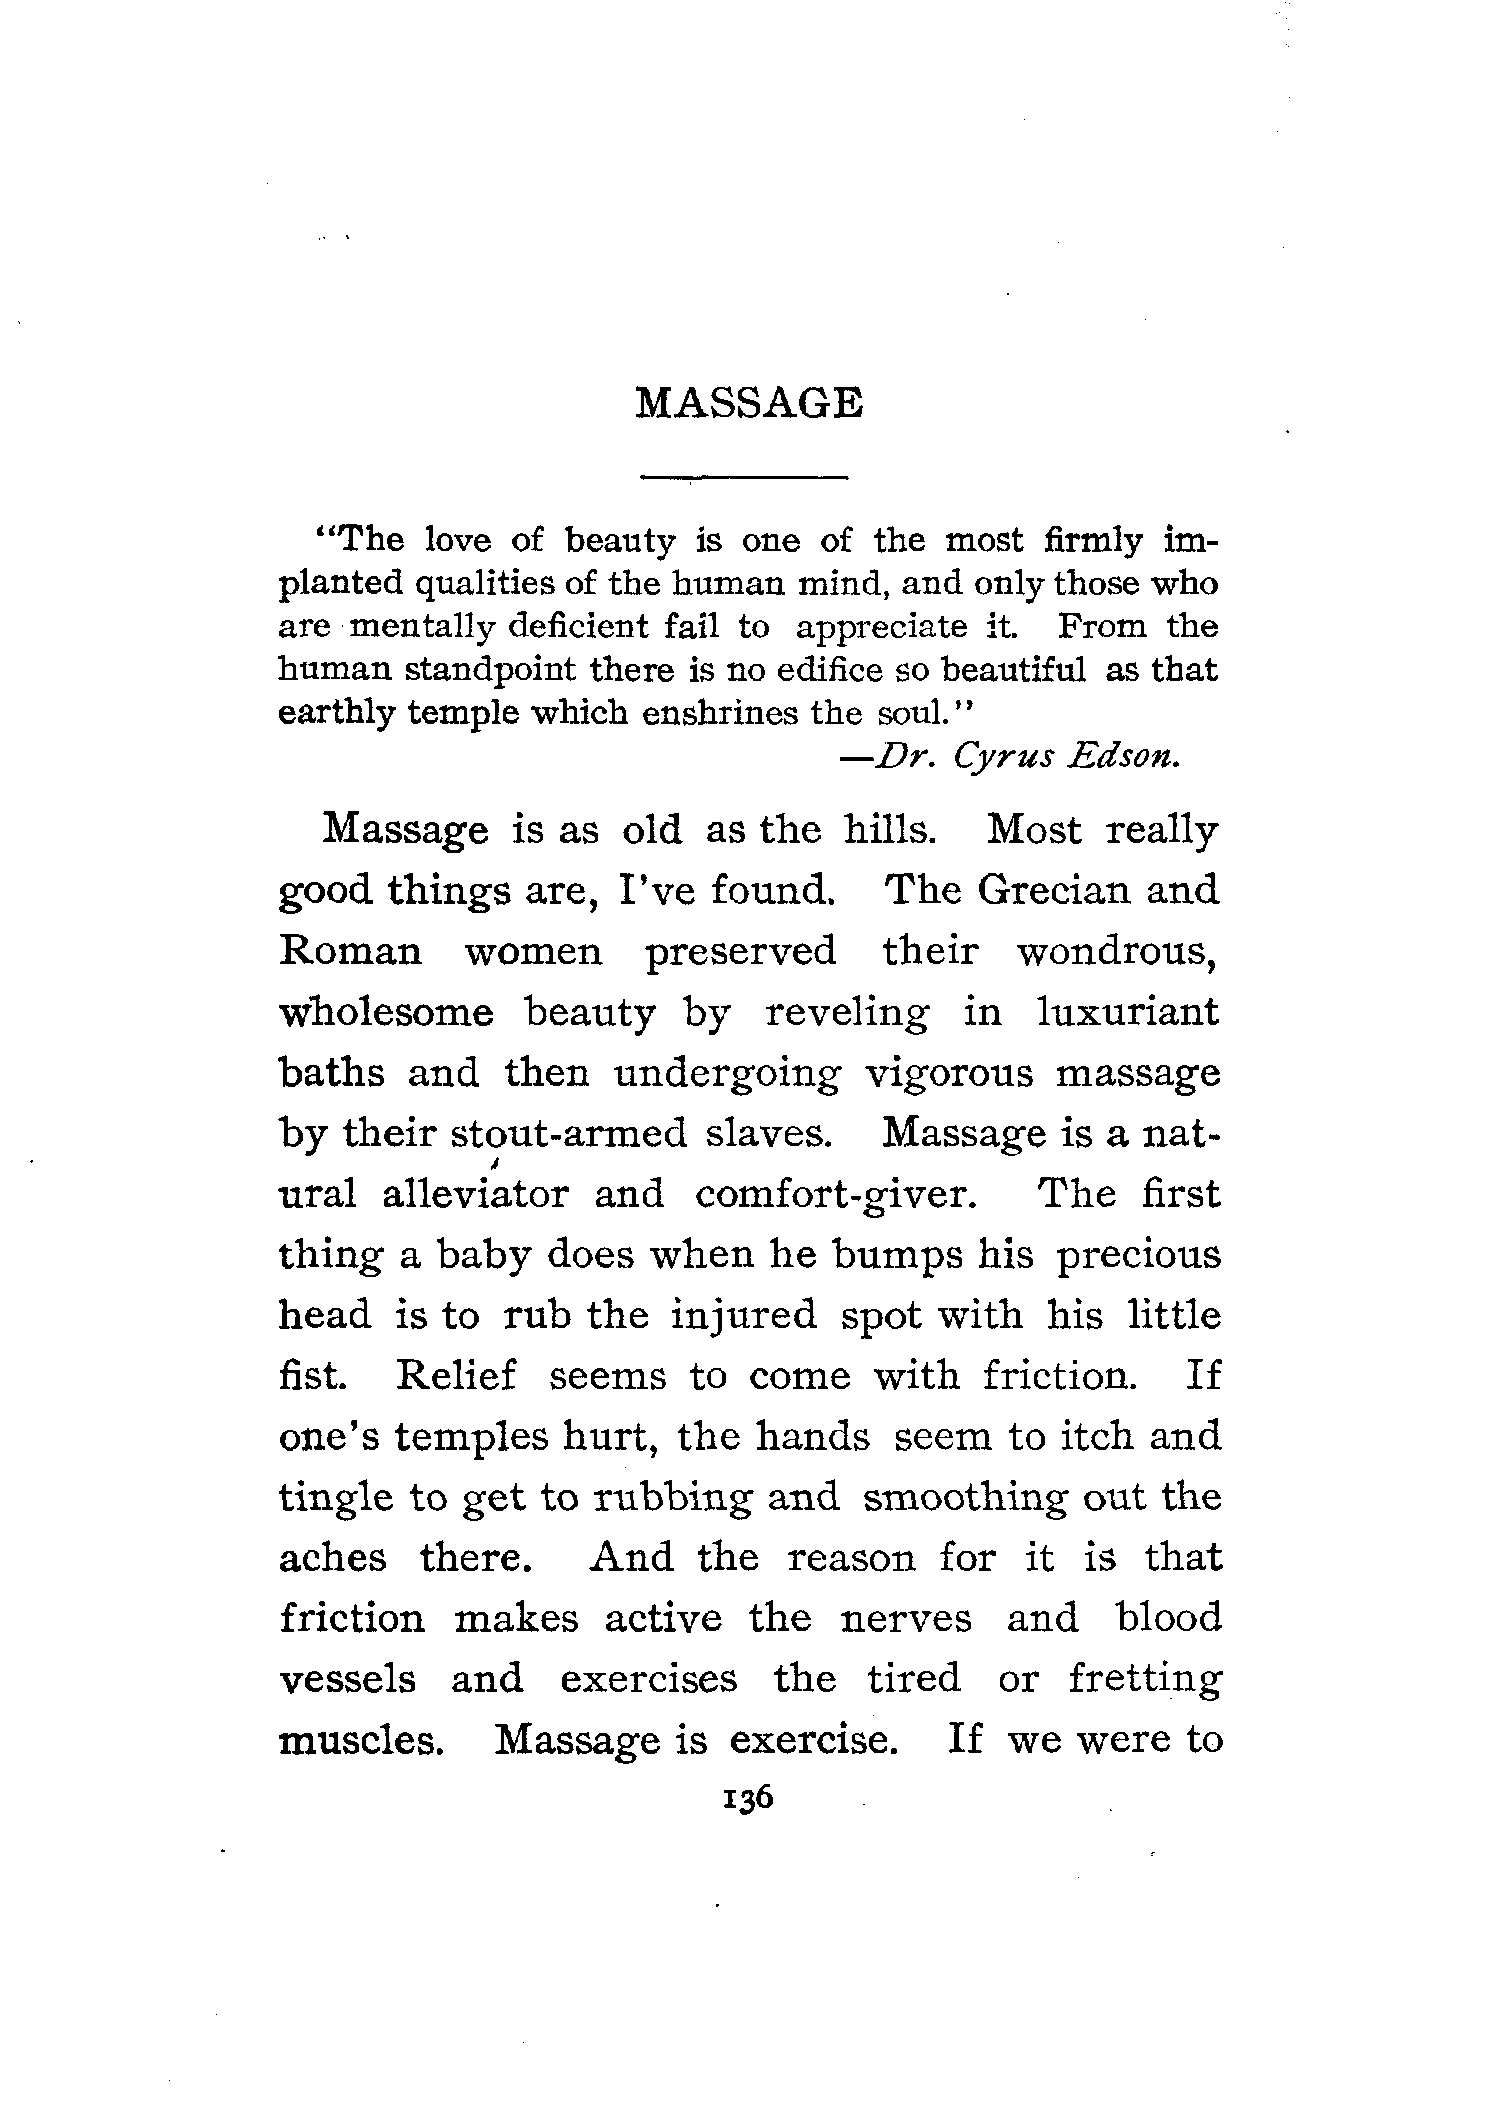 MASSAGE
"The love of beauty is one of the most firmly im-
planted qualities of the human mind, and only those who
are mentally deficient fail to appreciate it. From the
human standpoint there is no edifice so beautiful as that
earthly temple which enshrines the soul."
—Dr. Cyrus Edson.
Massage is as old as the hills. Most really
good things are, I've found. The Grecian and
Roman women preserved their wondrous,
wholesome beauty by reveling in luxuriant
baths and then undergoing vigorous massage
by their stout-armed slaves. Massage is a nat-
ural alleviator and comfort-giver. The first
thing a baby does when he bumps his precious
head is to rub the injured spot with his little
fist. Relief seems to come with friction. If
one's temples hurt, the hands seem to itch and
tingle to get to rubbing and smoothing out the
aches there. And the reason for it is that
friction makes active the nerves and blood
vessels and exercises the tired or fretting
muscles. Massage is exercise. If we were to
136